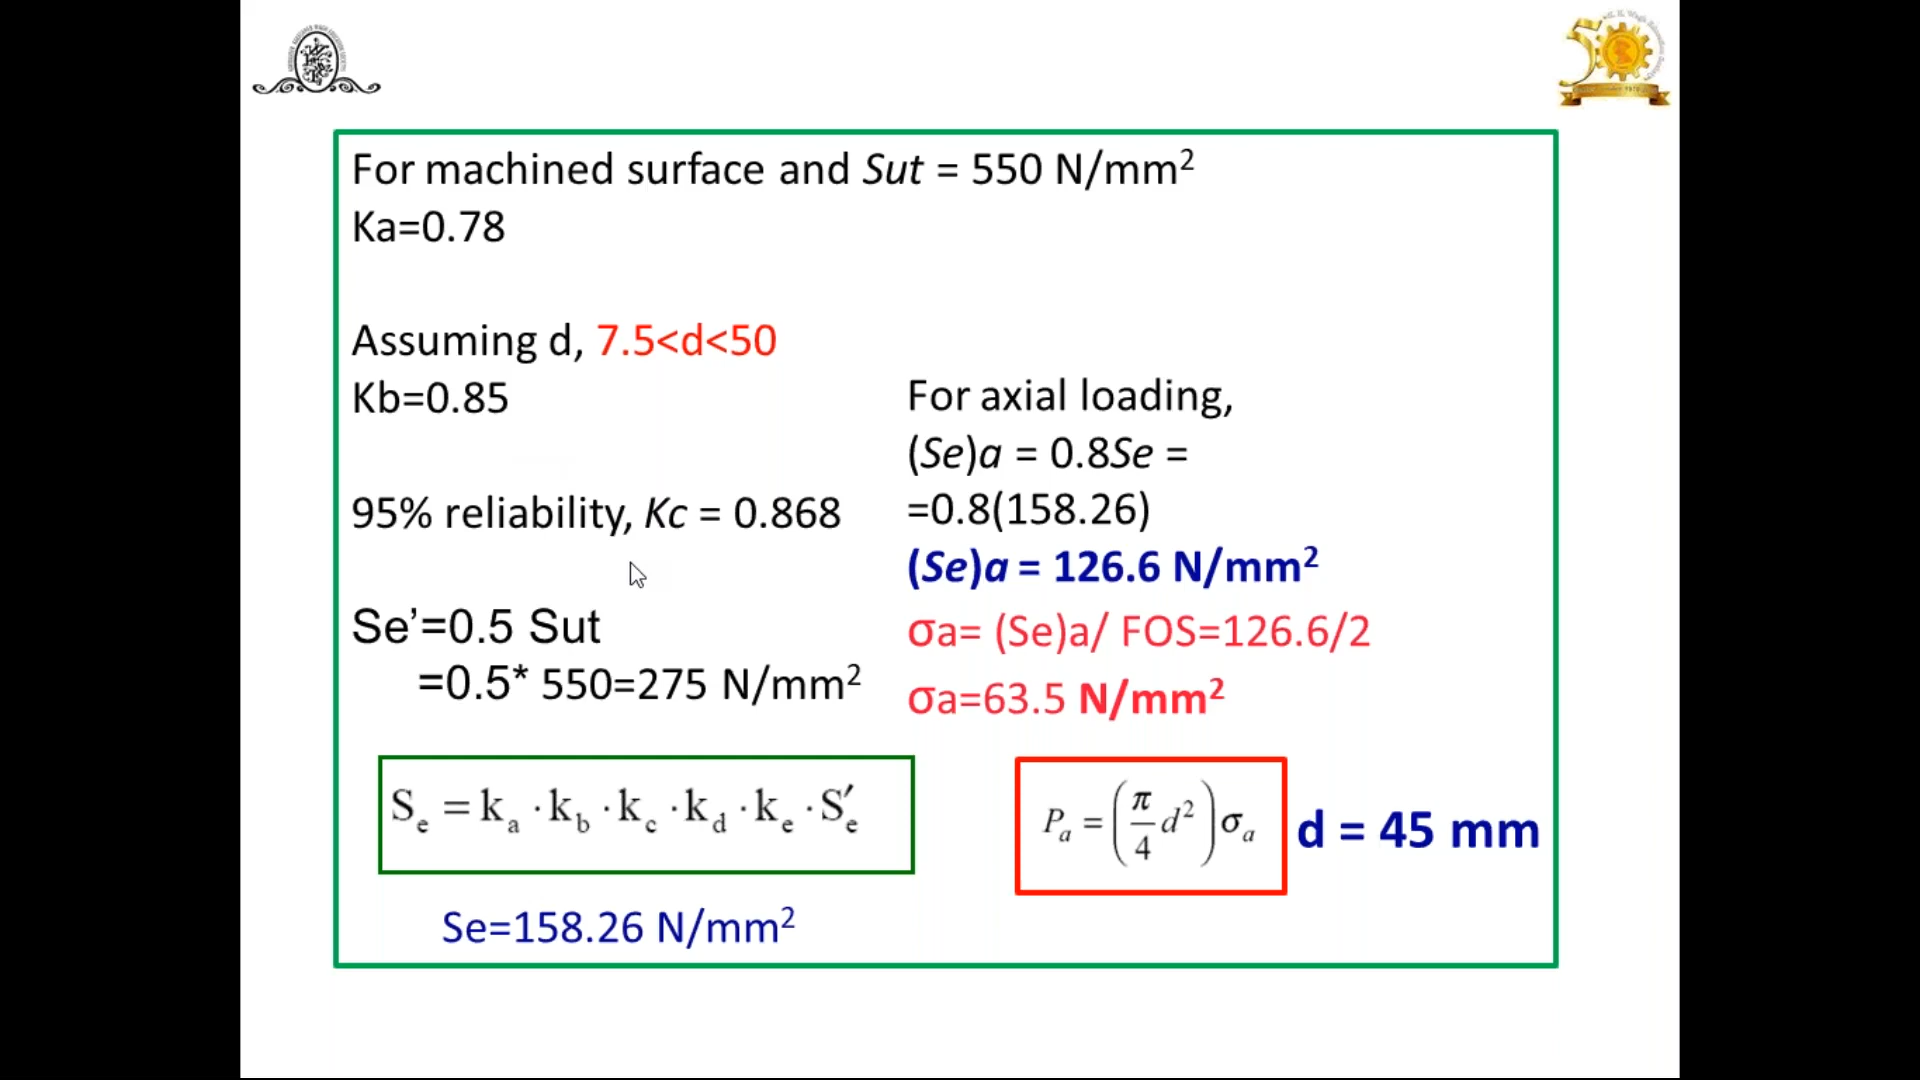 For machined surface and Sut = 550 N/mm²
Ka=0.78
Assuming d, 7.5<d<50
Kb=0.85
95% reliability, Kc = 0.868
Se’=0.5 Sut
=0.5* 550=275 N/mm²
Sₑ = kₐ · k_b · k_c · k_d · kₑ · S′ₑ
Se=158.26 N/mm²
For axial loading,
(Se)a = 0.8Se =
=0.8(158.26)
(Se)a = 126.6 N/mm²
σa= (Se)a/ FOS=126.6/2
σa=63.5 N/mm²
Pₐ = (π/4 d²) σₐ
d = 45 mm